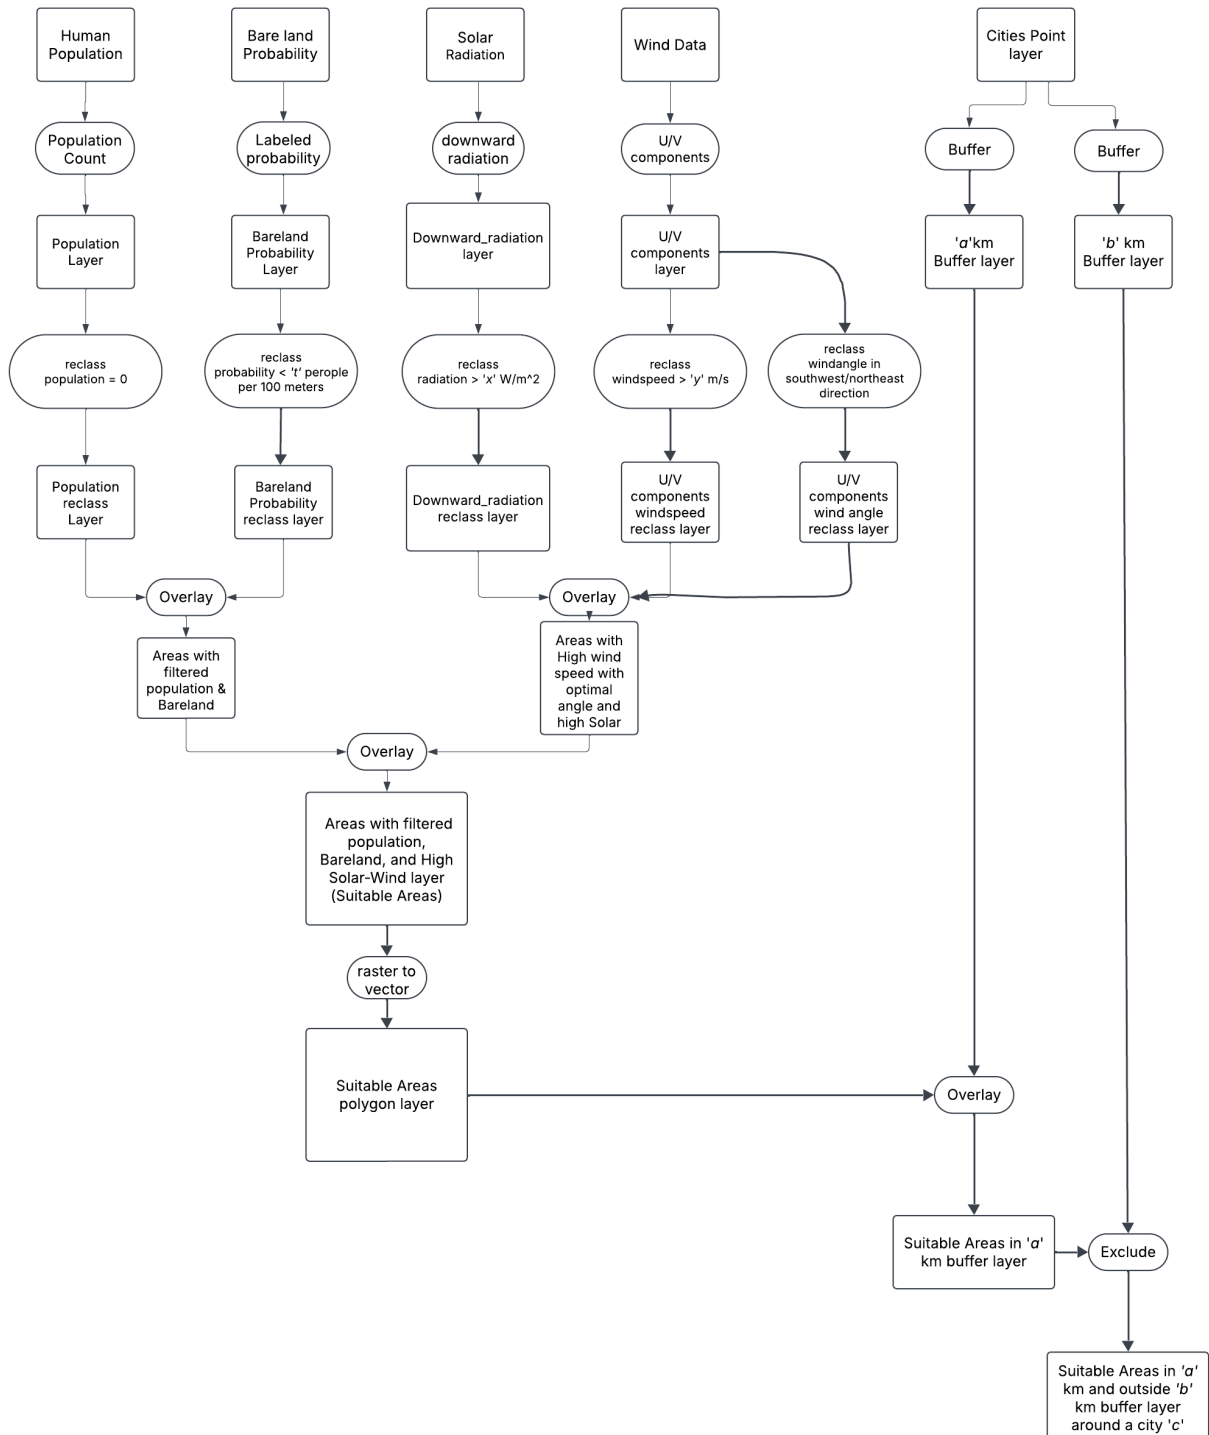 Human
Population
Bare land
Probability
Solar
Radiation
Wind Data
Cities Point
layer
Population
Count
Labeled
probability
downward
radiation
U/V
components
Buffer
Buffer
Population
Layer
Bareland
Probability
Layer
Downward_radiation
layer
U/V
components
layer
'a'km
Buffer layer
'b' km
Buffer layer
reclass
population = 0
reclass
probability < 't' perople
per 100 meters
reclass
radiation > 'x' W/m^2
reclass
windspeed > 'y' m/s
reclass
windangle in
southwest/northeast
direction
Population
reclass
Layer
Bareland
Probability
reclass layer
Downward_radiation
reclass layer
U/V
components
windspeed
reclass layer
U/V
components
wind angle
reclass layer
Overlay
Overlay
Areas with
filtered
population &
Bareland
Areas with
High wind
speed with
optimal
angle and
high Solar
Overlay
Areas with filtered
population,
Bareland, and High
Solar-Wind layer
(Suitable Areas)
raster to
vector
Suitable Areas
polygon layer
Overlay
Suitable Areas in 'a'
km buffer layer
Exclude
Suitable Areas in 'a'
km and outside 'b'
km buffer layer
around a city 'c'